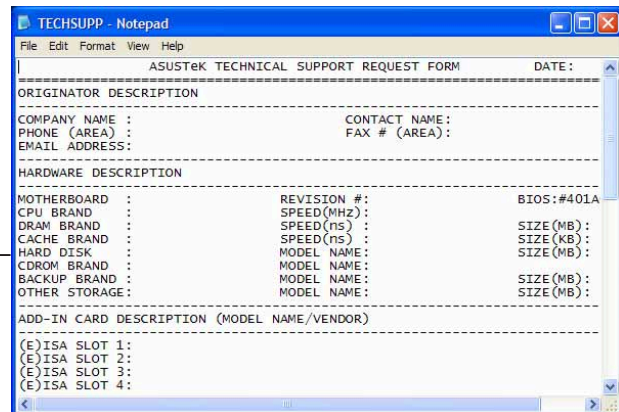 TECHSUPP - Notepad
File Edit Format View Help
ASUSTeK TECHNICAL SUPPORT REQUEST FORM DATE:
==========================================================================
ORIGINATOR DESCRIPTION
--------------------------------------------------------------------------
COMPANY NAME : CONTACT NAME:
PHONE (AREA) : FAX # (AREA):
EMAIL ADDRESS:
--------------------------------------------------------------------------
HARDWARE DESCRIPTION
--------------------------------------------------------------------------
MOTHERBOARD : REVISION #: BIOS:#401A
CPU BRAND : SPEED(MHz):
DRAM BRAND : SPEED(ns) : SIZE(MB):
CACHE BRAND : SPEED(ns) : SIZE(KB):
HARD DISK : MODEL NAME: SIZE(MB):
CDROM BRAND : MODEL NAME:
BACKUP BRAND : MODEL NAME: SIZE(MB):
OTHER STORAGE: MODEL NAME: SIZE(MB):
--------------------------------------------------------------------------
ADD-IN CARD DESCRIPTION (MODEL NAME/VENDOR)
--------------------------------------------------------------------------
(E)ISA SLOT 1:
(E)ISA SLOT 2:
(E)ISA SLOT 3:
(E)ISA SLOT 4: